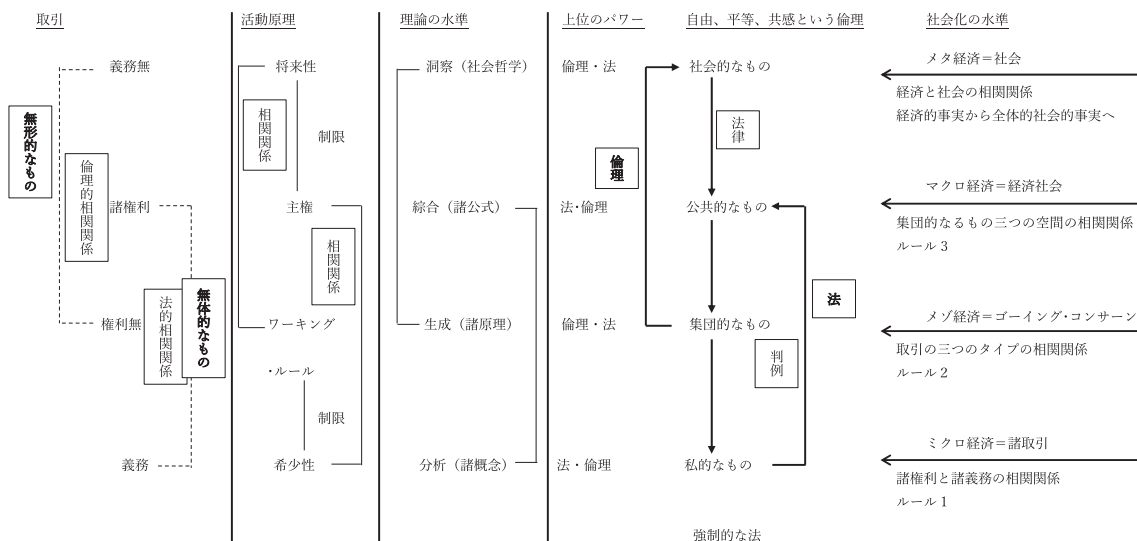 取引
活動原理
理論の水準
上位のパワー
自由、平等、共感という倫理
社会化の水準
義務無
将来性
洞察（社会哲学）
倫理・法
社会的なもの
メタ経済＝社会
経済と社会の相関関係
経済的事実から全体的社会的事実へ
無形的なもの
相関関係
制限
法律
倫理
倫理的相関関係
諸権利
主権
綜合（諸公式）
法・倫理
公共的なもの
マクロ経済＝経済社会
集団的なるもの三つの空間の相関関係
ルール３
相関関係
無体的なもの
法的相関関係
法
権利無
ワーキング
・ルール
生成（諸原理）
倫理・法
集団的なもの
メゾ経済＝ゴーイング・コンサーン
取引の三つのタイプの相関関係
ルール２
判例
制限
義務
希少性
分析（諸概念）
法・倫理
私的なもの
ミクロ経済＝諸取引
諸権利と諸義務の相関関係
ルール１
強制的な法